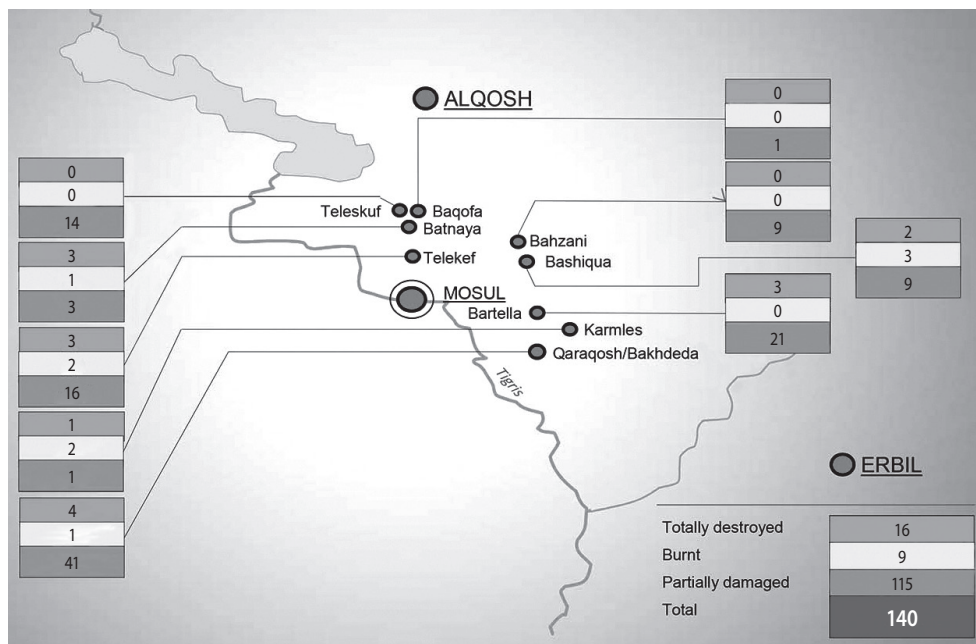 ALQOSH
0
0
1
0
0
14
0
0
9
Teleskuf
Baqofa
Batnaya
2
3
9
3
1
3
Bahzani
Telekef
Bashiqua
MOSUL
3
0
21
Bartella
3
2
16
Karmles
Qaraqosh/Bakhdeda
Tigris
1
2
1
ERBIL
4
1
41
Totally destroyed 16
Burnt 9
Partially damaged 115
Total 140